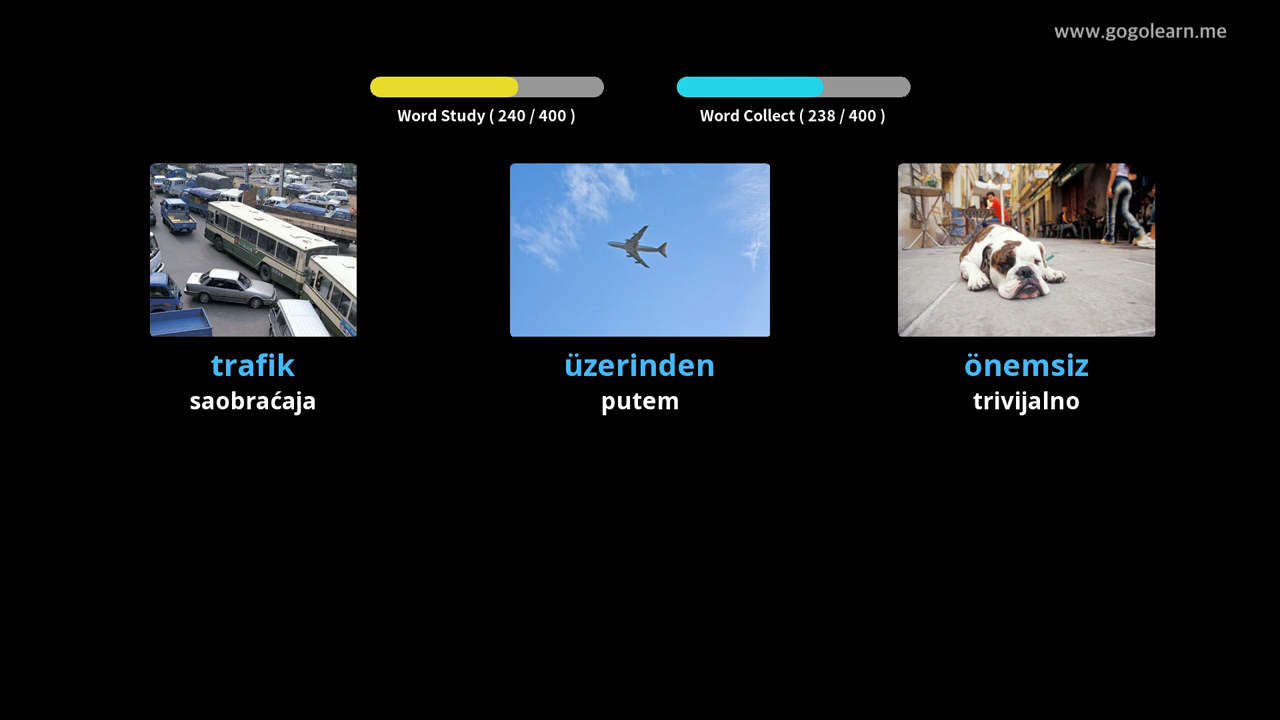 www.gogolearn.me
Word Study ( 240 / 400 )
Word Collect ( 238 / 400 )
trafik
saobraćaja
üzerinden
putem
önemsiz
trivijalno